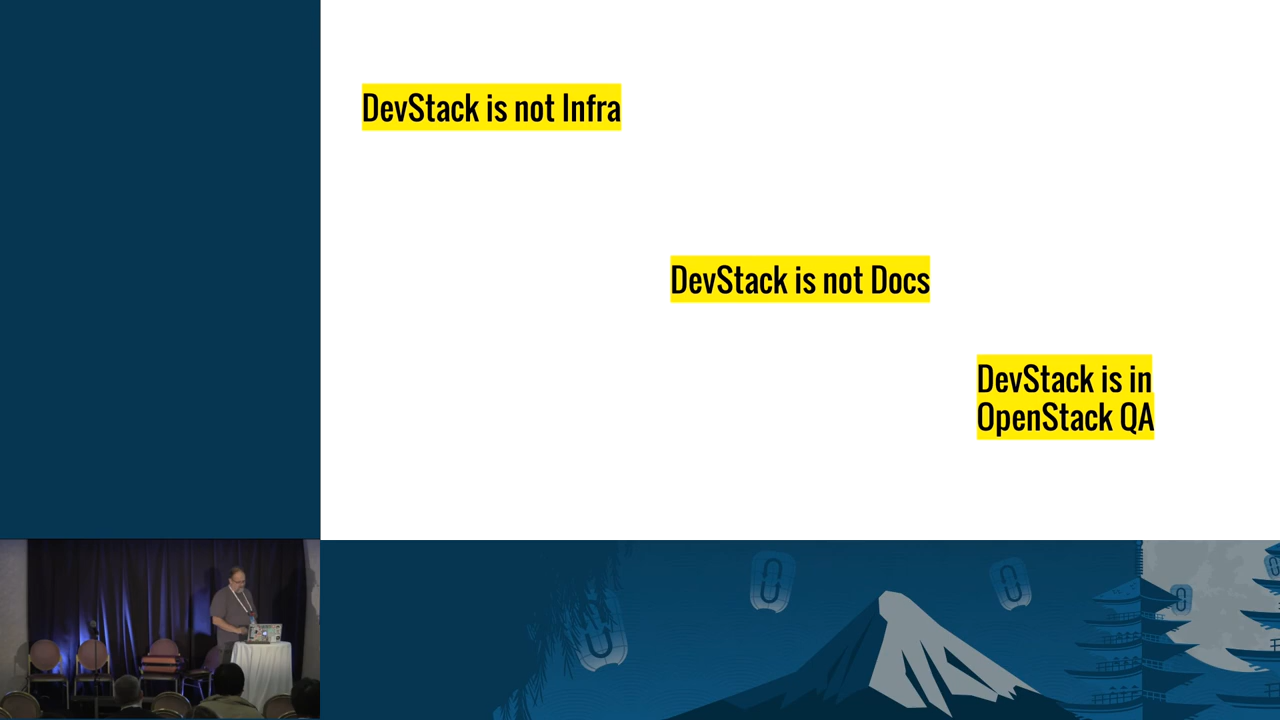 DevStack is not Infra
DevStack is not Docs
DevStack is in
OpenStack QA